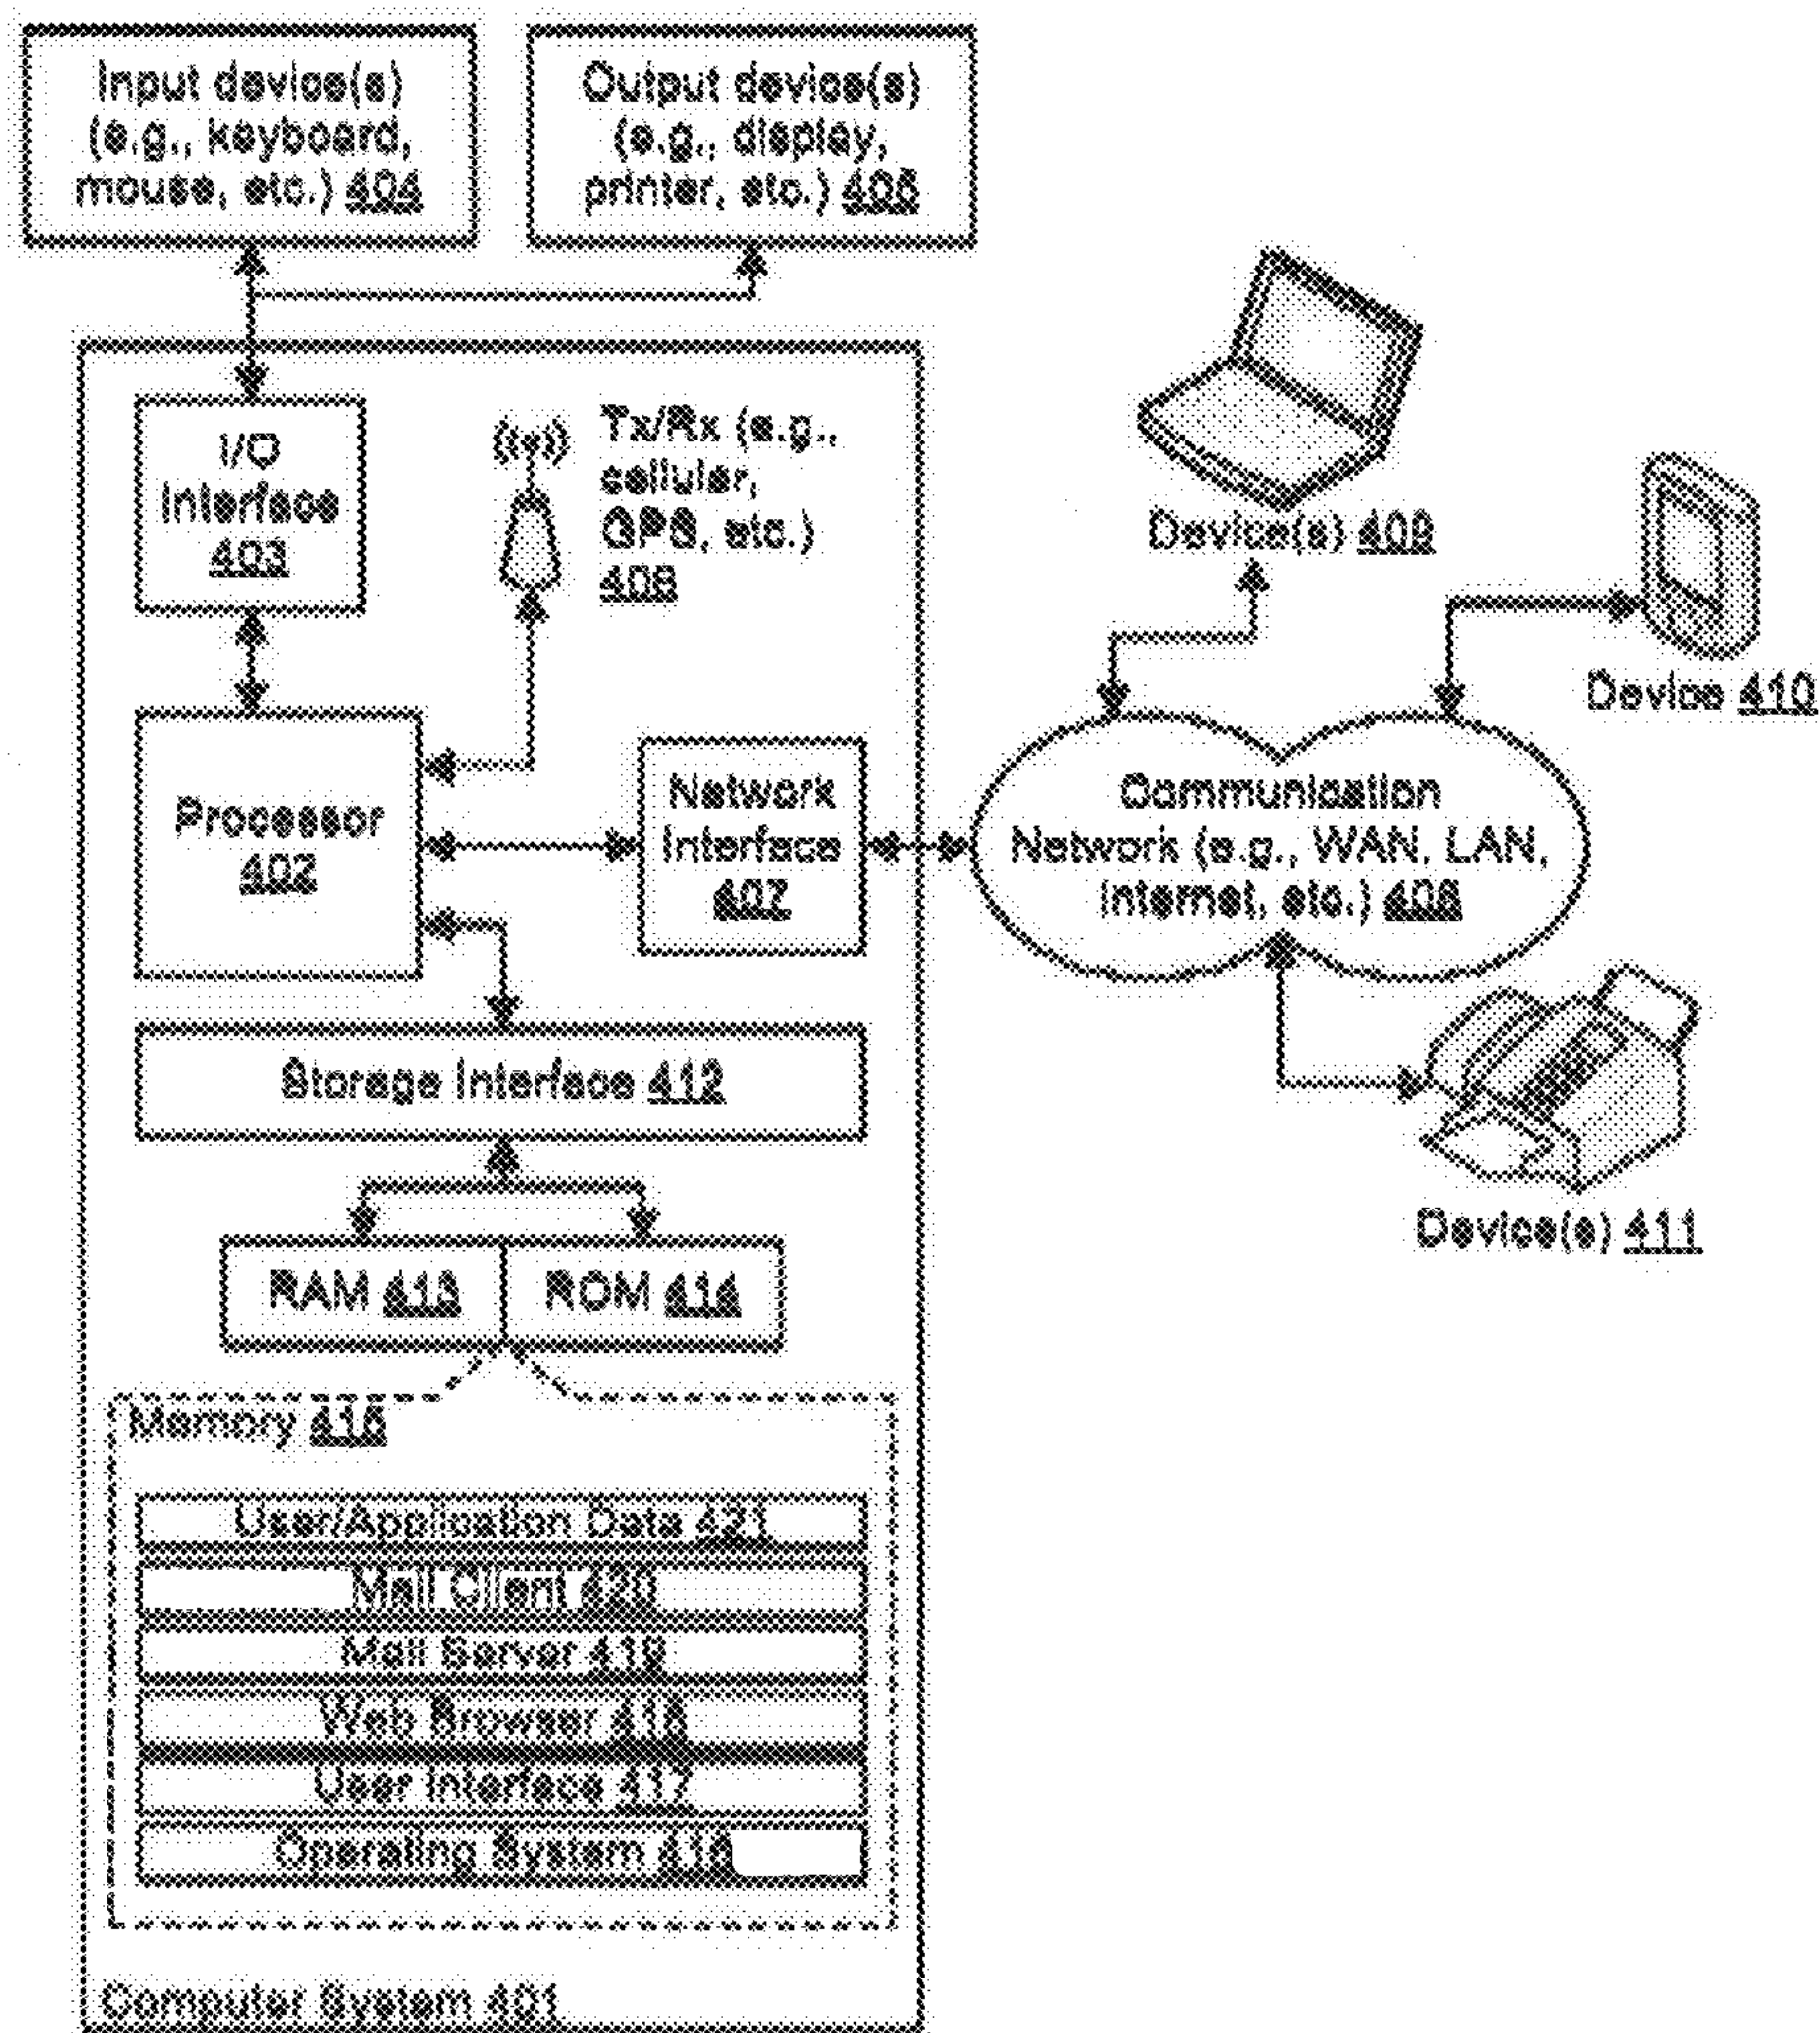 Input device(s)
(e.g., keyboard,
mouse, etc.) 404
Output device(s)
(e.g., display,
printer, etc.) 405
I/O
Interface
403
Tx/Rx (e.g.,
cellular,
GPS, etc.)
Device(s) 409
Device 410
Processor
402
Network
Interface
407
Communication
Network (e.g., WAN, LAN,
Internet, etc.)
Storage Interface 412
Device(s) 411
RAM 413
ROM 414
Memory 415
User/Application Data 421
Mail Client 420
Mail Server 419
Web Browser 418
User Interface 417
Operating System 416
Computer System 401